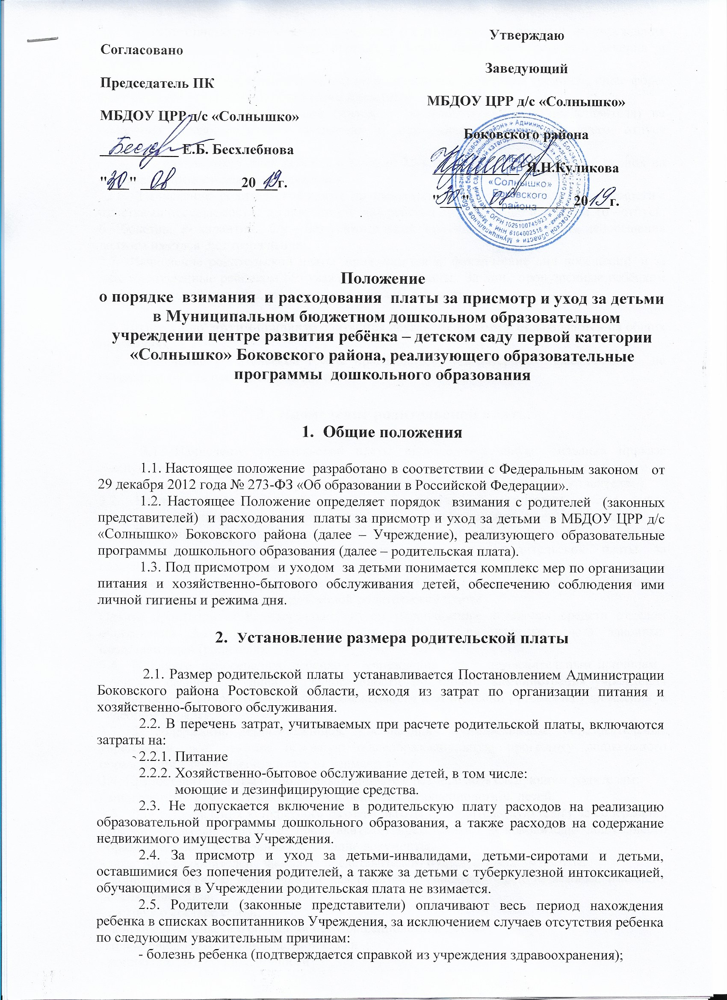 Согласовано
Председатель ПК
МБДОУ ЦРР д/с «Солнышко»
Е.Б. Бесхлебнова
"30" 08 2019г.
Утверждаю
Заведующий
МБДОУ ЦРР д/с «Солнышко»
Боковского района
Я.Н.Куликова
"30" 08 2019г.
МБДОУ
ЦРР д/с
«Солнышко»
Боковского
района
* ОГРН 1025100745923 *
* ИНН 6104002518 *
Положение
о порядке взимания и расходования платы за присмотр и уход за детьми
в Муниципальном бюджетном дошкольном образовательном
учреждении центре развития ребёнка – детском саду первой категории
«Солнышко» Боковского района, реализующего образовательные
программы дошкольного образования
1. Общие положения
1.1. Настоящее положение разработано в соответствии с Федеральным законом от
29 декабря 2012 года № 273-ФЗ «Об образовании в Российской Федерации».
1.2. Настоящее Положение определяет порядок взимания с родителей (законных
представителей) и расходования платы за присмотр и уход за детьми в МБДОУ ЦРР д/с
«Солнышко» Боковского района (далее – Учреждение), реализующего образовательные
программы дошкольного образования (далее – родительская плата).
1.3. Под присмотром и уходом за детьми понимается комплекс мер по организации
питания и хозяйственно-бытового обслуживания детей, обеспечению соблюдения ими
личной гигиены и режима дня.
2. Установление размера родительской платы
2.1. Размер родительской платы устанавливается Постановлением Администрации
Боковского района Ростовской области, исходя из затрат по организации питания и
хозяйственно-бытового обслуживания.
2.2. В перечень затрат, учитываемых при расчете родительской платы, включаются
затраты на:
2.2.1. Питание
2.2.2. Хозяйственно-бытовое обслуживание детей, в том числе:
моющие и дезинфицирующие средства.
2.3. Не допускается включение в родительскую плату расходов на реализацию
образовательной программы дошкольного образования, а также расходов на содержание
недвижимого имущества Учреждения.
2.4. За присмотр и уход за детьми-инвалидами, детьми-сиротами и детьми,
оставшимися без попечения родителей, а также за детьми с туберкулезной интоксикацией,
обучающимися в Учреждении родительская плата не взимается.
2.5. Родители (законные представители) оплачивают весь период нахождения
ребенка в списках воспитанников Учреждения, за исключением случаев отсутствия ребенка
по следующим уважительным причинам:
- болезнь ребенка (подтверждается справкой из учреждения здравоохранения);